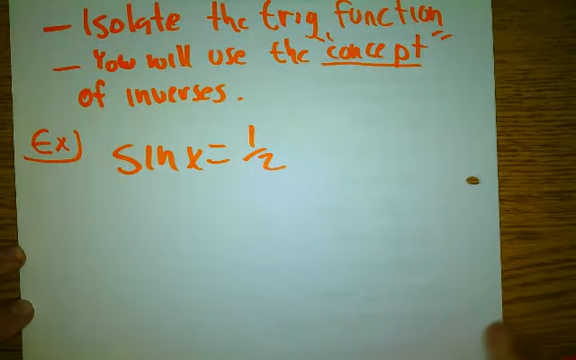 - Isolate the trig function
- You will use the "concept"
of inverses.
Ex) sin x = 1/2